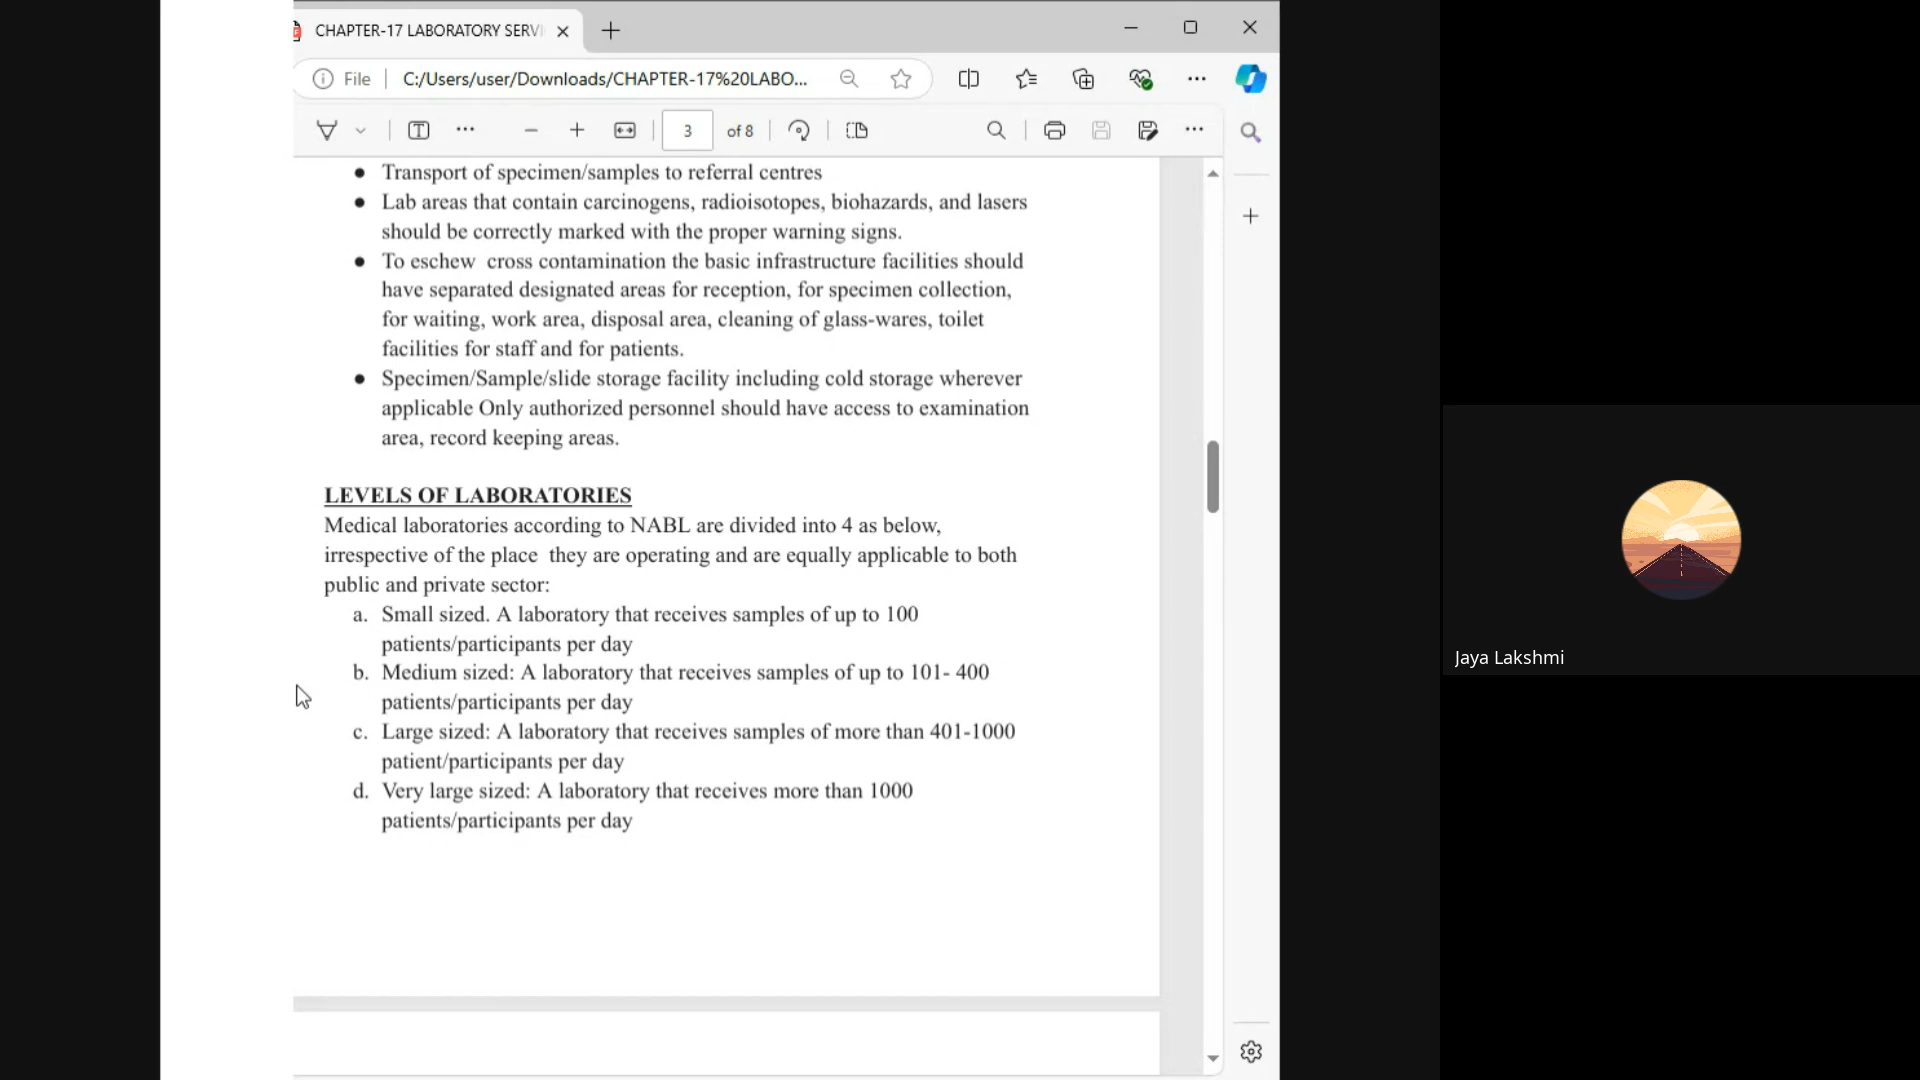 CHAPTER-17 LABORATORY SERVI
File
C:/Users/user/Downloads/CHAPTER-17%20LABO...
3 of 8
● Transport of specimen/samples to referral centres
● Lab areas that contain carcinogens, radioisotopes, biohazards, and lasers
should be correctly marked with the proper warning signs.
● To eschew  cross contamination the basic infrastructure facilities should
have separated designated areas for reception, for specimen collection,
for waiting, work area, disposal area, cleaning of glass-wares, toilet
facilities for staff and for patients.
● Specimen/Sample/slide storage facility including cold storage wherever
applicable Only authorized personnel should have access to examination
area, record keeping areas.
LEVELS OF LABORATORIES
Medical laboratories according to NABL are divided into 4 as below,
irrespective of the place  they are operating and are equally applicable to both
public and private sector:
a. Small sized. A laboratory that receives samples of up to 100
patients/participants per day
b. Medium sized: A laboratory that receives samples of up to 101- 400
patients/participants per day
c. Large sized: A laboratory that receives samples of more than 401-1000
patient/participants per day
d. Very large sized: A laboratory that receives more than 1000
patients/participants per day
Jaya Lakshmi